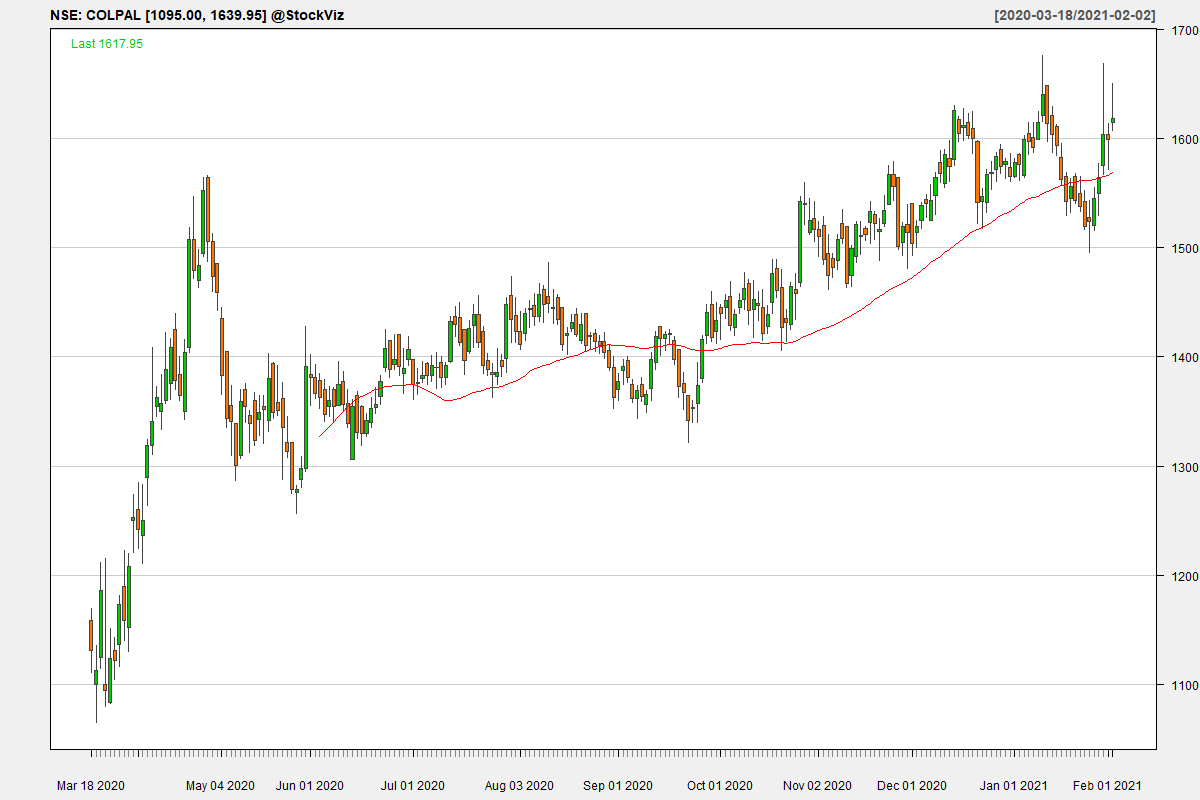 NSE: COLPAL [1095.00, 1639.95] @StockViz
[2020-03-18/2021-02-02]
Last 1617.95
1700
1600
1500
1400
1300
1200
1100
Mar 18 2020
May 04 2020
Jun 01 2020
Jul 01 2020
Aug 03 2020
Sep 01 2020
Oct 01 2020
Nov 02 2020
Dec 01 2020
Jan 01 2021
Feb 01 2021